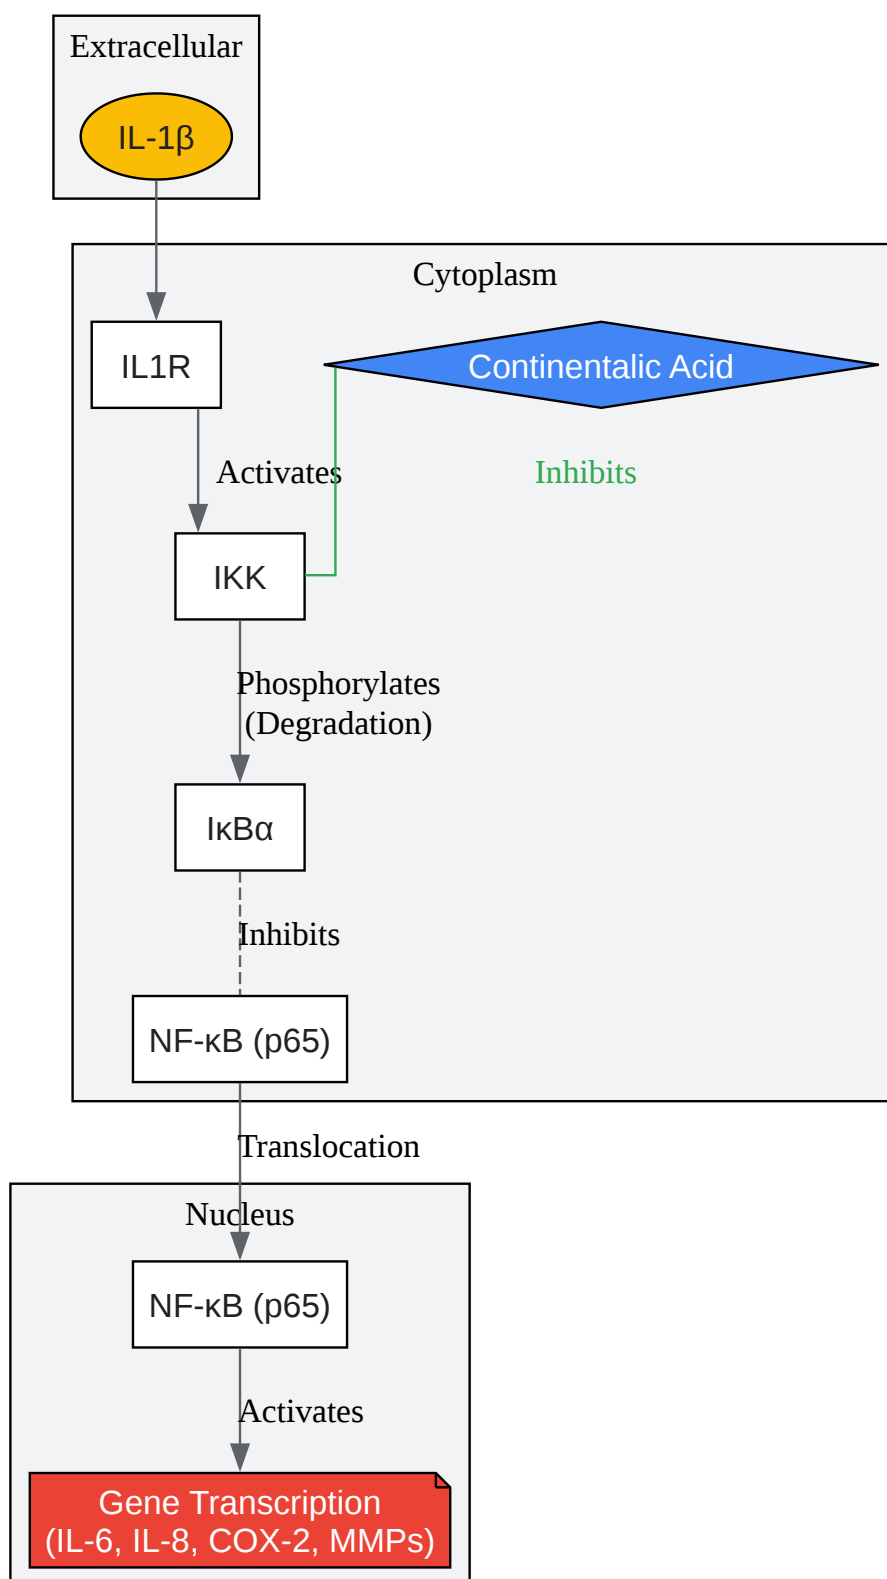 Extracellular
IL-1β
Cytoplasm
IL1R
Continentalic Acid
Activates
Inhibits
IKK
Phosphorylates
(Degradation)
IκBα
Inhibits
NF-κB (p65)
Translocation
Nucleus
NF-κB (p65)
Activates
Gene Transcription
(IL-6, IL-8, COX-2, MMPs)